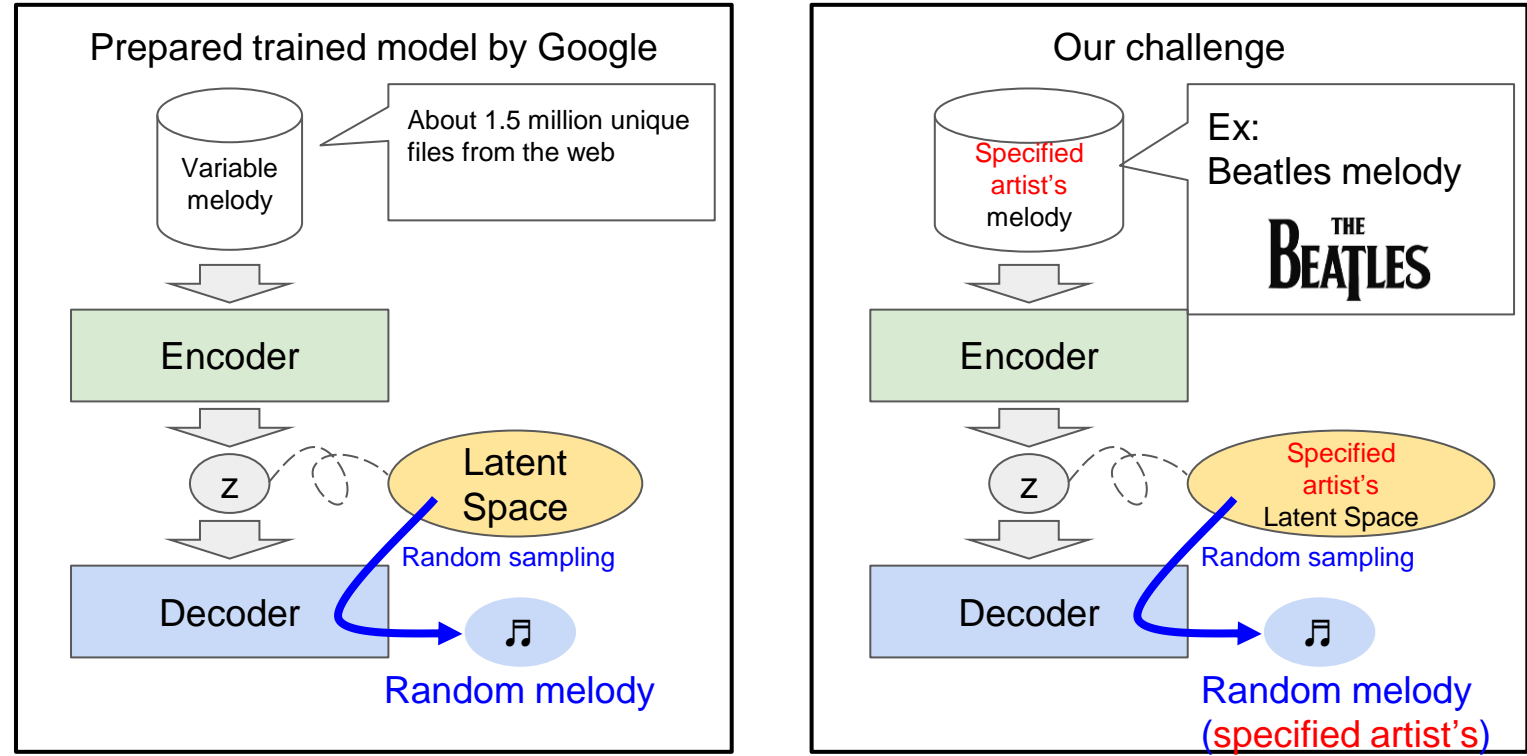 Prepared trained model by Google
Variable
melody
About 1.5 million unique
files from the web
Encoder
z
Latent
Space
Random sampling
Decoder
♬
Random melody
Our challenge
Specified
artist’s
melody
Ex:
Beatles melody
THE
BEATLES
Encoder
z
Specified
artist’s
Latent Space
Random sampling
Decoder
♬
Random melody
(specified artist’s)